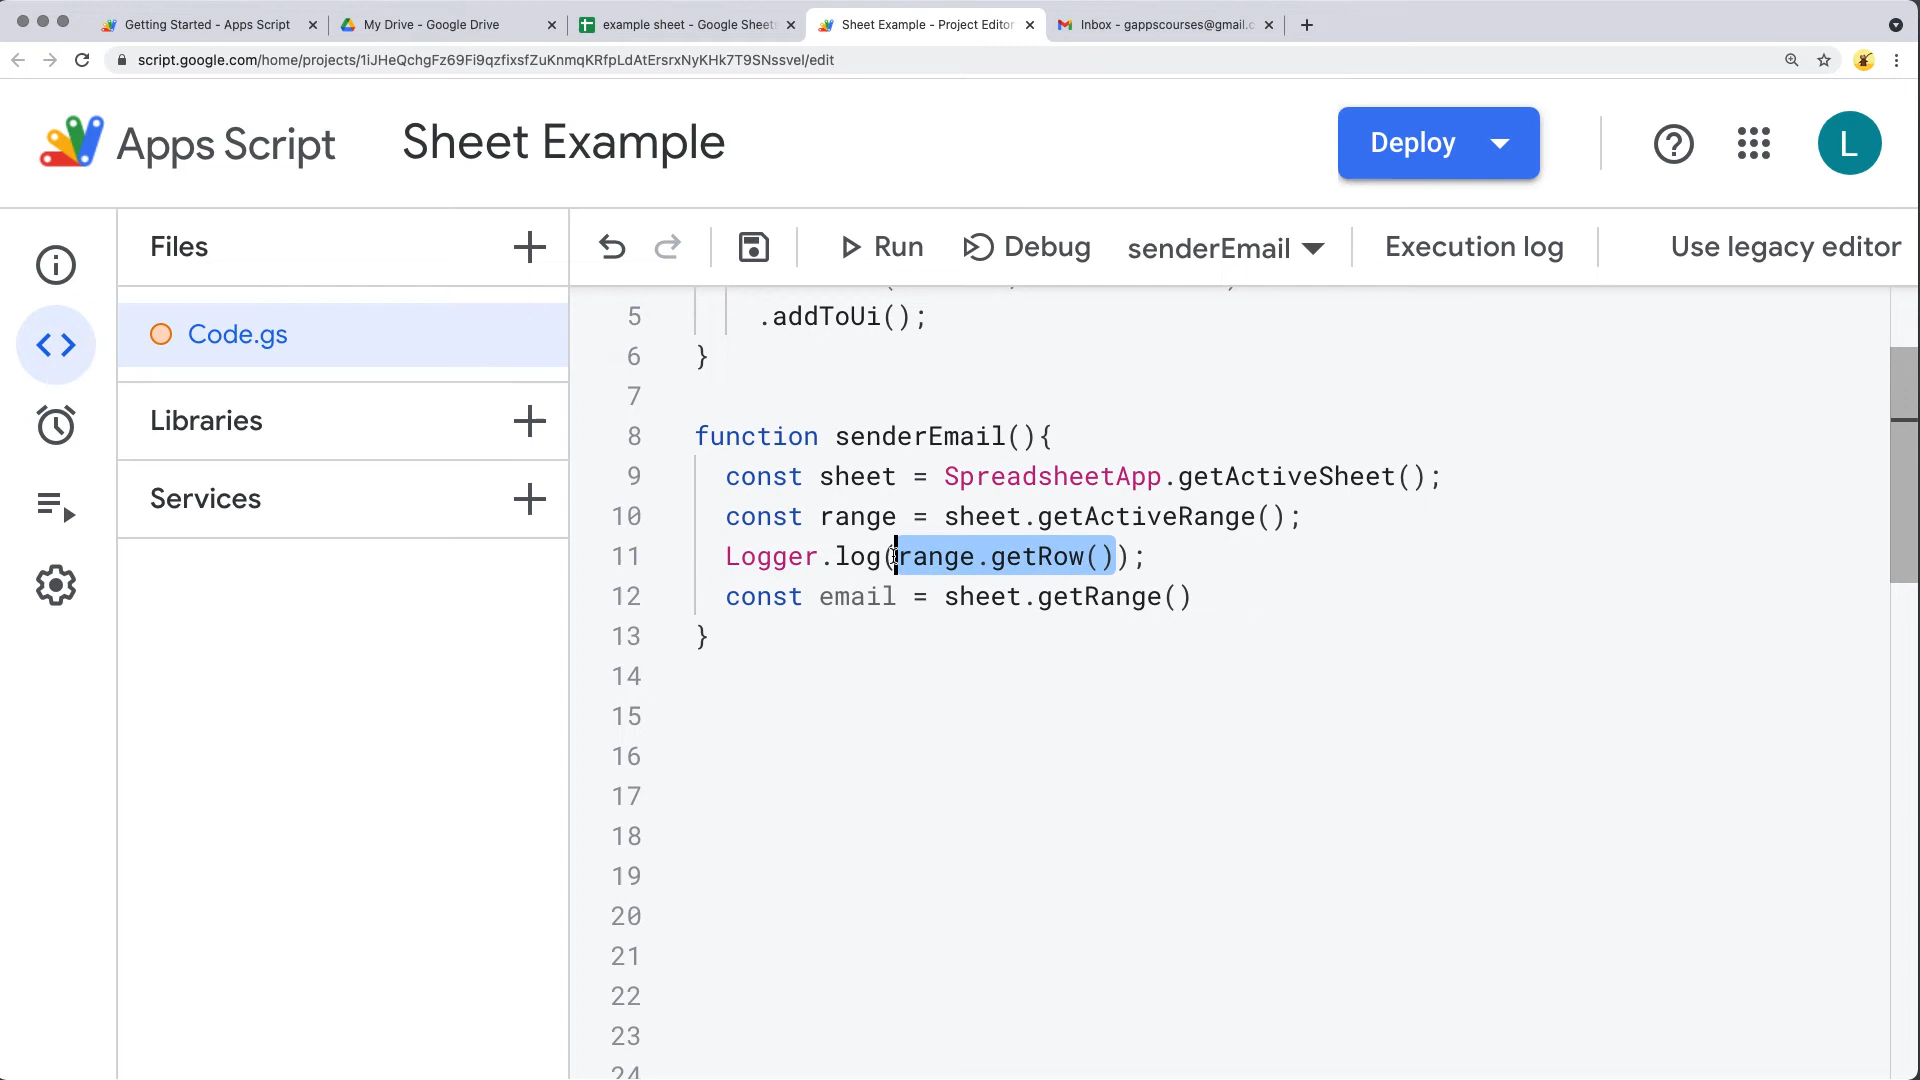 Getting Started - Apps Script
My Drive - Google Drive
example sheet - Google Sheets
Sheet Example - Project Editor
Inbox - gappscourses@gmail.c
script.google.com/home/projects/1iJHeQchgFz69Fi9qzfixsfZuKnmqKRfpLdAtErsrxNyKHk7T9SNssvel/edit
Apps Script
Sheet Example
Deploy
L
Files
Run
Debug
senderEmail
Execution log
Use legacy editor
Code.gs
Libraries
Services
5 .addToUi();
6 }
7
8 function senderEmail(){
9 const sheet = SpreadsheetApp.getActiveSheet();
10 const range = sheet.getActiveRange();
11 Logger.log(range.getRow());
12 const email = sheet.getRange()
13 }
14
15
16
17
18
19
20
21
22
23
24